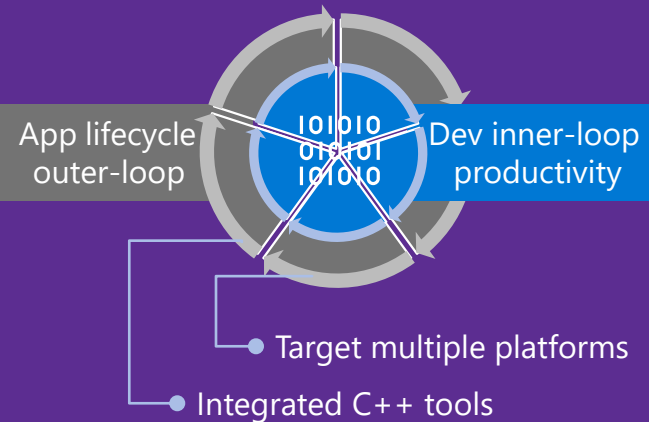 101010
010101
101010
App lifecycle
outer-loop
Dev inner-loop
productivity
Target multiple platforms
Integrated C++ tools